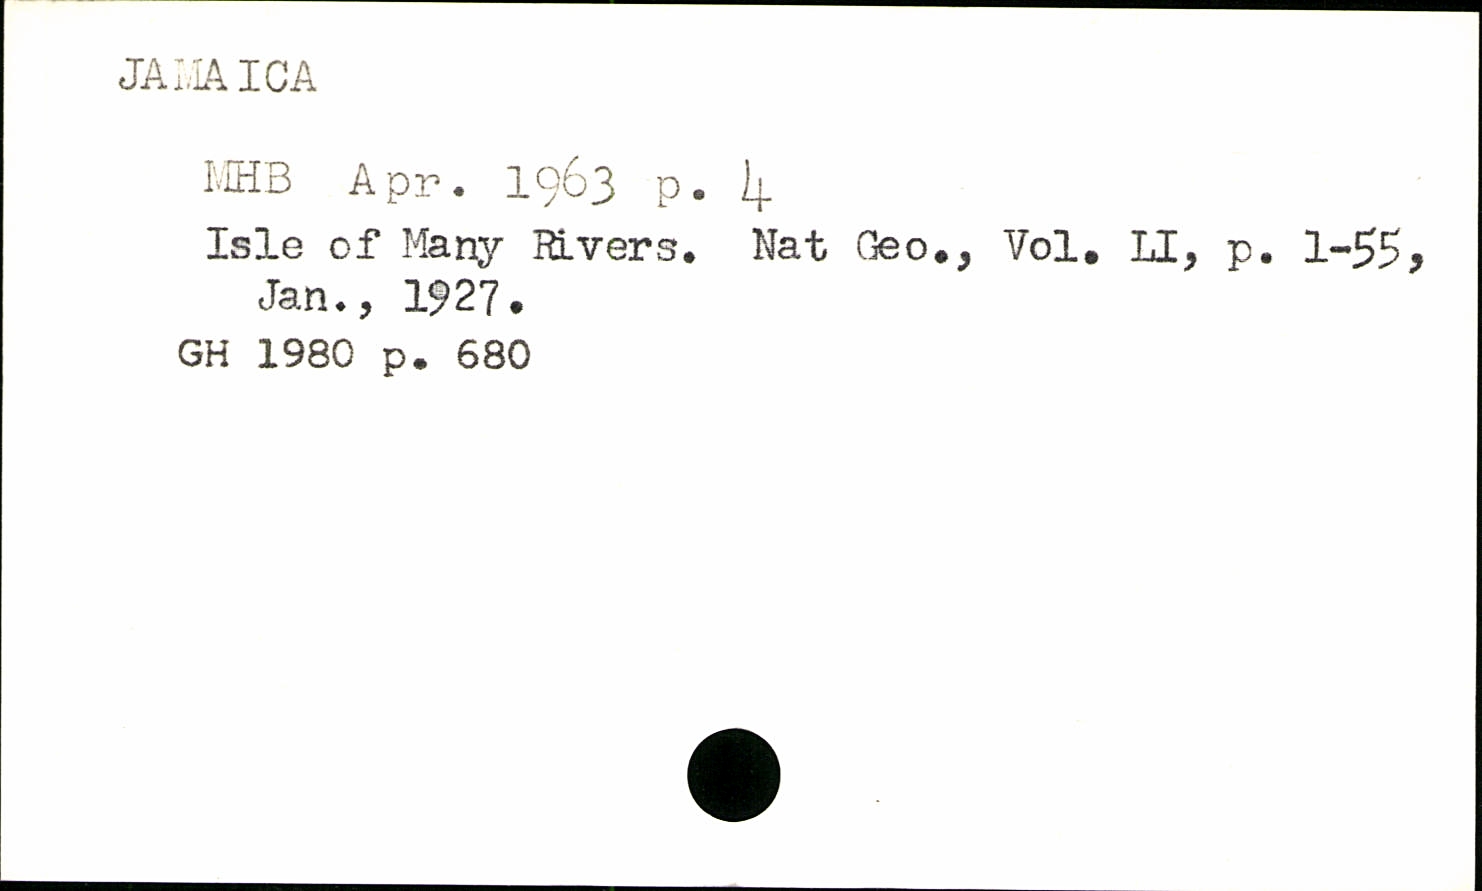 JAMAICA
MHB Apr. 1963 p. 4
Isle of Many Rivers. Nat Geo., Vol. LI, p. 1-55,
Jan., 1927.
GH 1980 p. 680